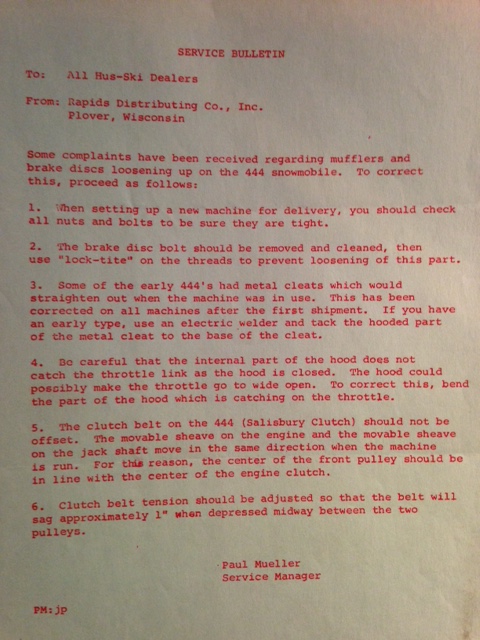 SERVICE BULLETIN
To: All Hus-Ski Dealers
From: Rapids Distributing Co., Inc.
Plover, Wisconsin
Some complaints have been received regarding mufflers and
brake discs loosening up on the 444 snowmobile. To correct
this, proceed as follows:
1. When setting up a new machine for delivery, you should check
all nuts and bolts to be sure they are tight.
2. The brake disc bolt should be removed and cleaned, then
use "lock-tite" on the threads to prevent loosening of this part.
3. Some of the early 444's had metal cleats which would
straighten out when the machine was in use. This has been
corrected on all machines after the first shipment. If you have
an early type, use an electric welder and tack the hooded part
of the metal cleat to the base of the cleat.
4. Be careful that the internal part of the hood does not
catch the throttle link as the hood is closed. The hood could
possibly make the throttle go to wide open. To correct this, bend
the part of the hood which is catching on the throttle.
5. The clutch belt on the 444 (Salisbury Clutch) should not be
offset. The movable sheave on the engine and the movable sheave
on the jack shaft move in the same direction when the machine
is run. For this reason, the center of the front pulley should be
in line with the center of the engine clutch.
6. Clutch belt tension should be adjusted so that the belt will
sag approximately 1" when depressed midway between the two
pulleys.
Paul Mueller
Service Manager
PM:jp